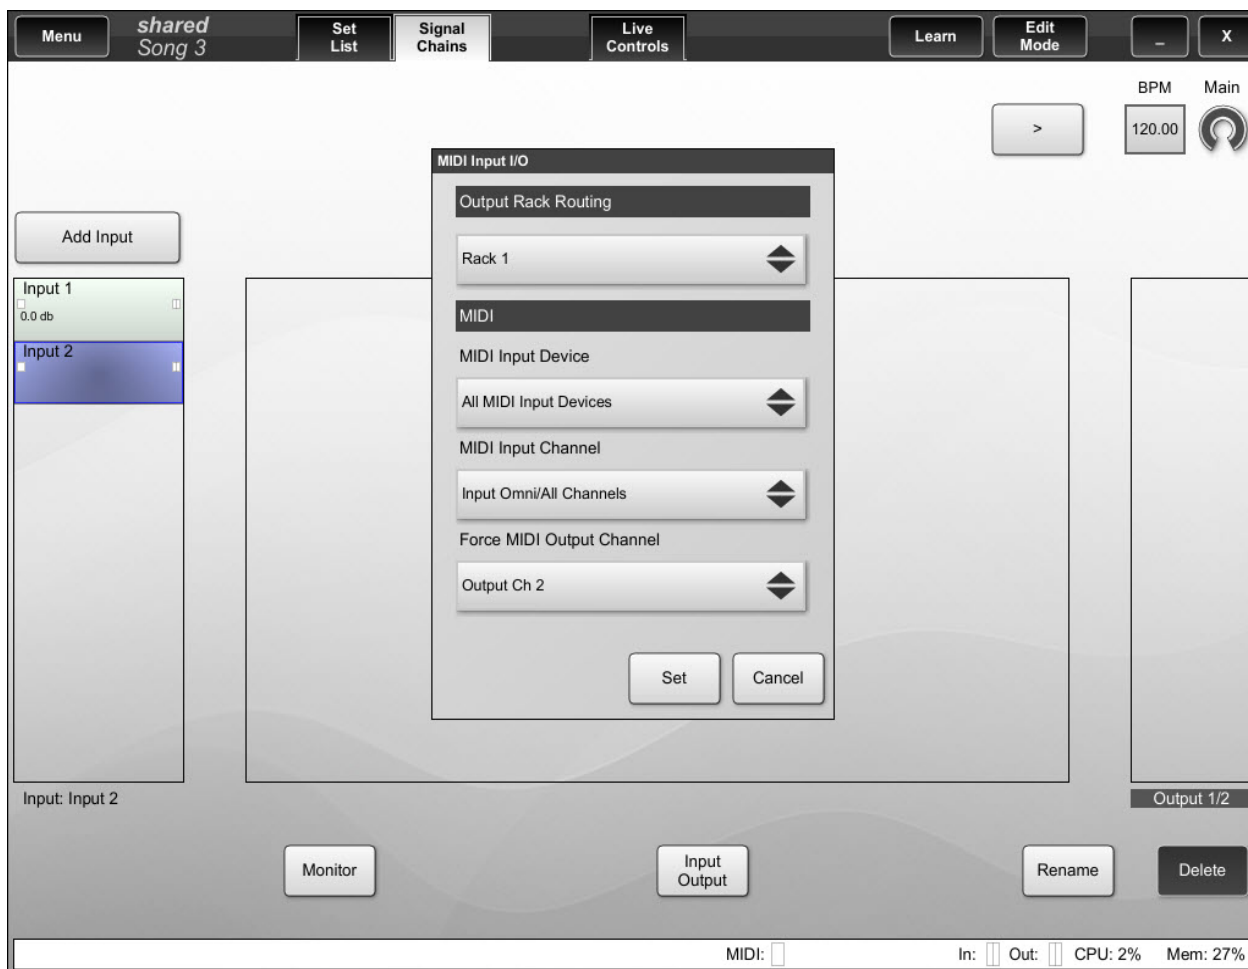 Menu
shared
Song 3
Set
List
Signal
Chains
Live
Controls
Learn
Edit
Mode
_
X
BPM
Main
>
120.00
MIDI Input I/O
Output Rack Routing
Add Input
Rack 1
Input 1
0.0 db
MIDI
Input 2
MIDI Input Device
All MIDI Input Devices
MIDI Input Channel
Input Omni/All Channels
Force MIDI Output Channel
Output Ch 2
Set
Cancel
Input: Input 2
Output 1/2
Monitor
Input
Output
Rename
Delete
MIDI:
In:
Out:
CPU: 2%
Mem: 27%